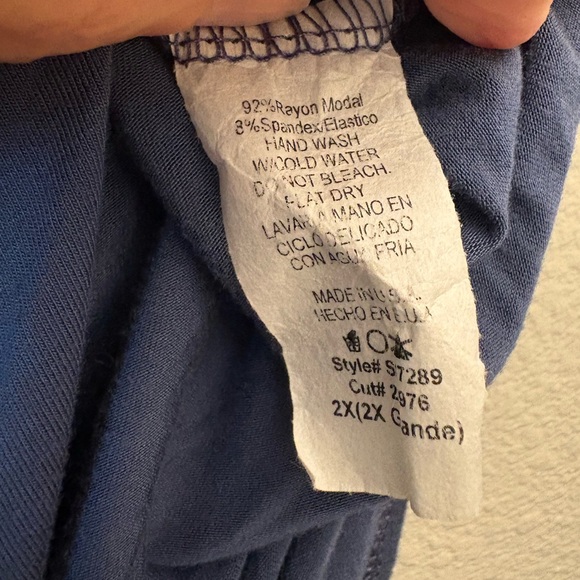 92%Rayon Modal
8%Spandex/Elastico
HAND WASH
W/COLD WATER
DO NOT BLEACH.
FLAT DRY
LAVAR A MANO EN
CICLO DELICADO
CON AGUA FRIA
MADE IN U.S.A.
HECHO EN E.U.A
Style# S7289
Cut# 2976
2X(2X Grande)